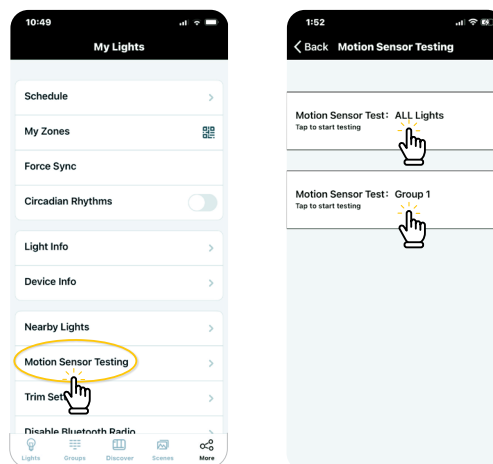 10:49
My Lights
Schedule
My Zones
Force Sync
Circadian Rhythms
Light Info
Device Info
Nearby Lights
Motion Sensor Testing
Trim Set
Disable Bluetooth Radio
Lights Groups Discover Scenes More
1:52
Back Motion Sensor Testing
Motion Sensor Test: ALL Lights
Tap to start testing
Motion Sensor Test: Group 1
Tap to start testing